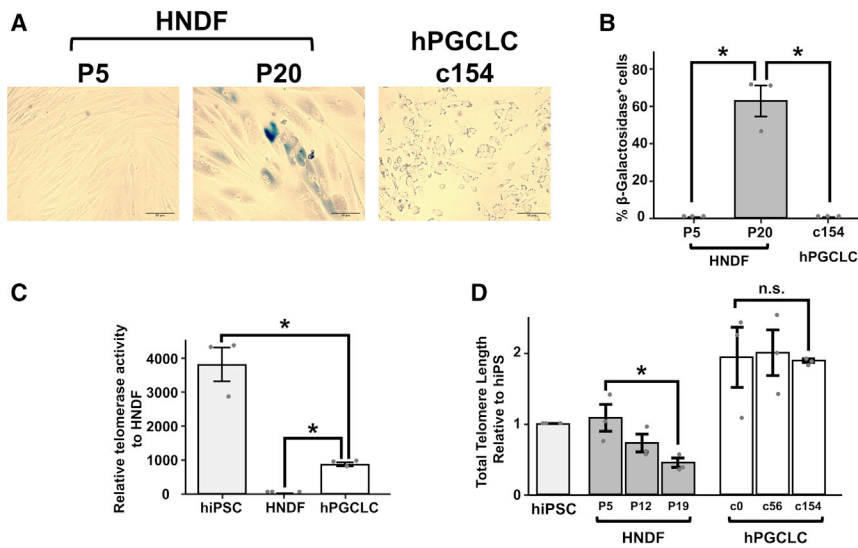 A
HNDF
hPGCLC
P5
P20
c154
B
% β-Galactosidase⁺ cells
80
60
40
20
0
*
*
P5
P20
c154
HNDF
hPGCLC
C
Relative telomerase activity
to HNDF
4000
3000
2000
1000
0
*
*
hiPSC
HNDF
hPGCLC
D
Total Telomere Length
Relative to hiPS
2
1
0
*
n.s.
hiPSC
P5
P12
P19
c0
c56
c154
HNDF
hPGCLC